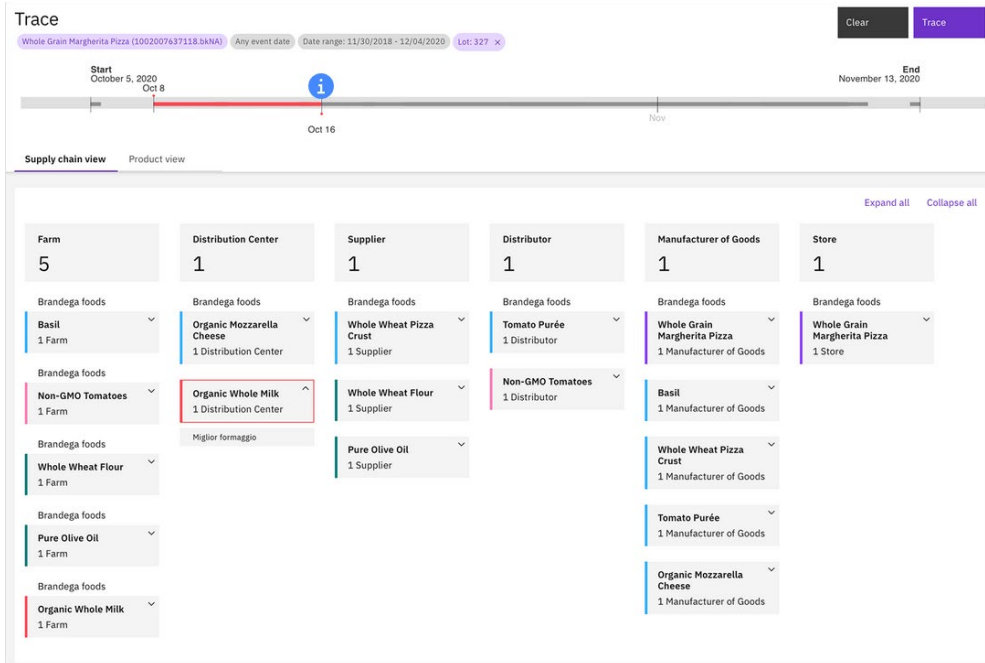 Trace
Clear
Trace
Whole Grain Margherita Pizza (1002007637118.bkNA)
Any event date
Date range: 11/30/2018 - 12/04/2020
Lot: 327 ×
Start
October 5, 2020
Oct 8
End
November 13, 2020
i
Oct 16
Nov
Supply chain view
Product view
Expand all
Collapse all
Farm
5
Brandega foods
Basil
1 Farm
Brandega foods
Non-GMO Tomatoes
1 Farm
Brandega foods
Whole Wheat Flour
1 Farm
Brandega foods
Pure Olive Oil
1 Farm
Brandega foods
Organic Whole Milk
1 Farm
Distribution Center
1
Brandega foods
Organic Mozzarella
Cheese
1 Distribution Center
Organic Whole Milk
1 Distribution Center
Miglior formaggio
Supplier
1
Brandega foods
Whole Wheat Pizza
Crust
1 Supplier
Whole Wheat Flour
1 Supplier
Pure Olive Oil
1 Supplier
Distributor
1
Brandega foods
Tomato Purée
1 Distributor
Non-GMO Tomatoes
1 Distributor
Manufacturer of Goods
1
Brandega foods
Whole Grain
Margherita Pizza
1 Manufacturer of Goods
Basil
1 Manufacturer of Goods
Whole Wheat Pizza
Crust
1 Manufacturer of Goods
Tomato Purée
1 Manufacturer of Goods
Organic Mozzarella
Cheese
1 Manufacturer of Goods
Store
1
Brandega foods
Whole Grain
Margherita Pizza
1 Store